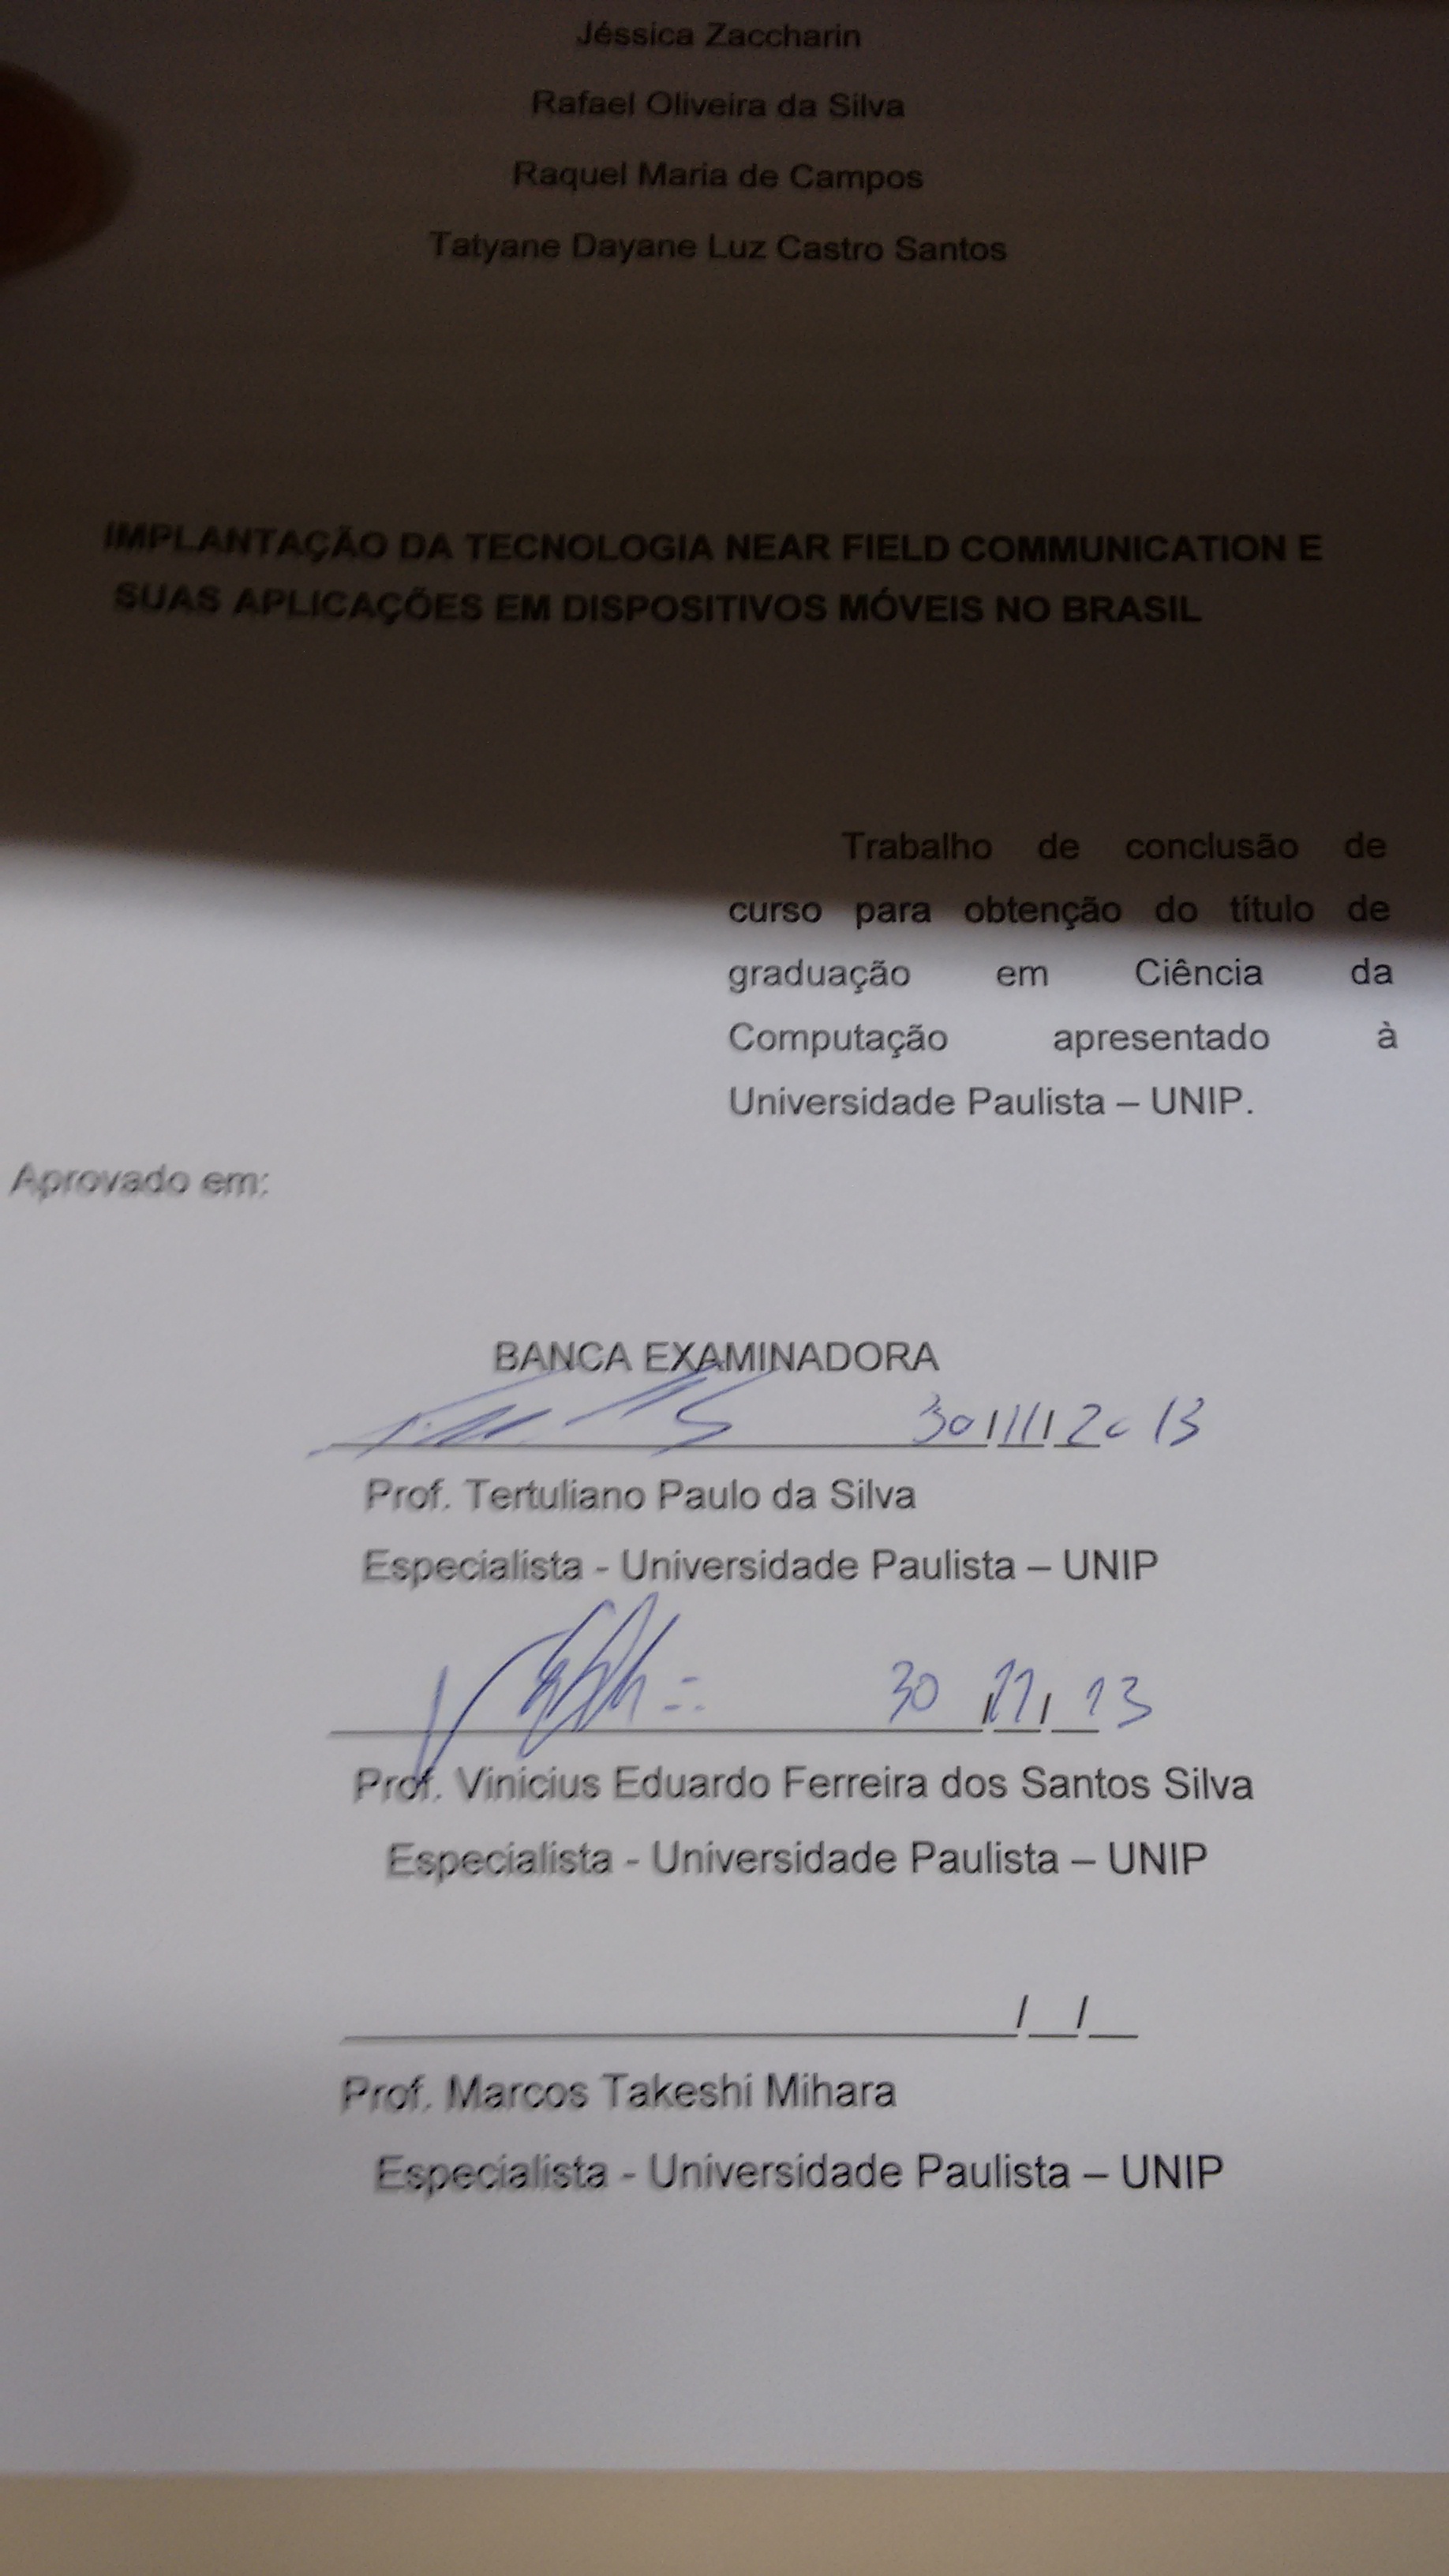 Jéssica Zaccharin
Rafael Oliveira da Silva
Raquel Maria de Campos
Tatyane Dayane Luz Castro Santos
IMPLANTAÇÃO DA TECNOLOGIA NEAR FIELD COMMUNICATION E
SUAS APLICAÇÕES EM DISPOSITIVOS MÓVEIS NO BRASIL
Trabalho de conclusão de
curso para obtenção do título de
graduação em Ciência da
Computação apresentado à
Universidade Paulista – UNIP.
Aprovado em:
BANCA EXAMINADORA
30/11/2013
Prof. Tertuliano Paulo da Silva
Especialista - Universidade Paulista – UNIP
30/11/13
Prof. Vinicius Eduardo Ferreira dos Santos Silva
Especialista - Universidade Paulista – UNIP
/__/__
Prof. Marcos Takeshi Mihara
Especialista - Universidade Paulista – UNIP